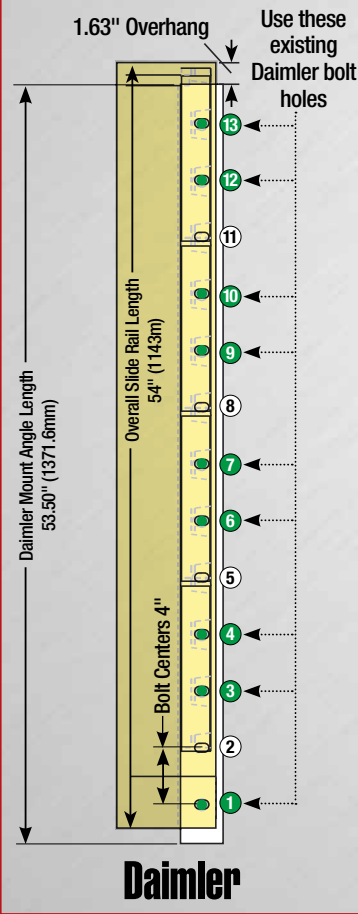 1.63" Overhang
Use these
existing
Daimler bolt
holes
13
12
11
10
9
8
7
6
5
4
3
2
1
Daimler Mount Angle Length
53.50" (1371.6mm)
Overall Slide Rail Length
54" (1143m)
Bolt Centers 4"
Daimler